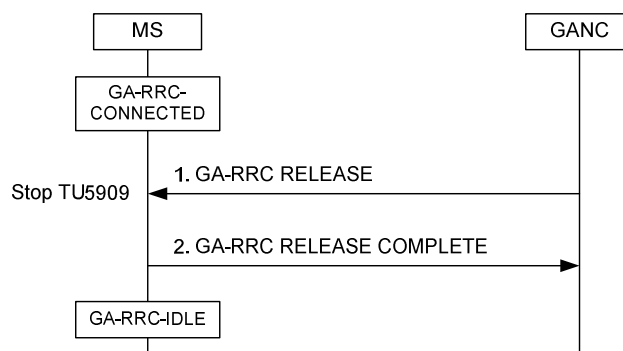 MS
GANC
GA-RRC-
CONNECTED
1. GA-RRC RELEASE
Stop TU5909
2. GA-RRC RELEASE COMPLETE
GA-RRC-IDLE